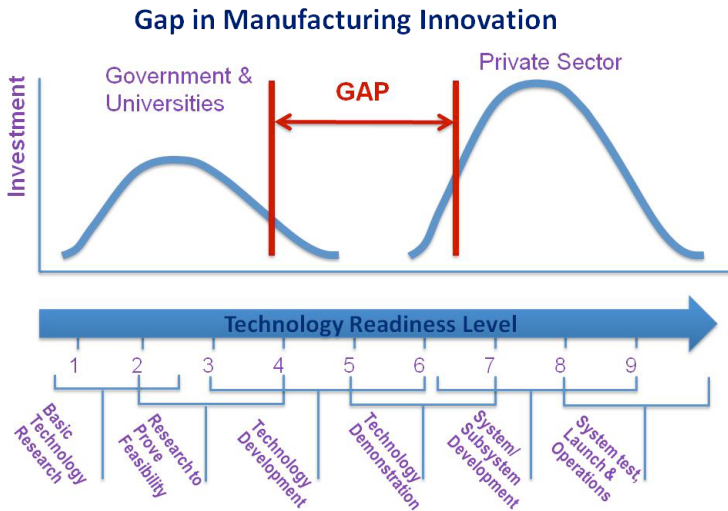 Gap in Manufacturing Innovation
Government &
Universities
GAP
Private Sector
Investment
Technology Readiness Level
1 2 3 4 5 6 7 8 9
Basic
Technology
Research
Research to
Prove
Feasibility
Technology
Development
Technology
Demonstration
System/
Subsystem
Development
System test,
Launch &
Operations